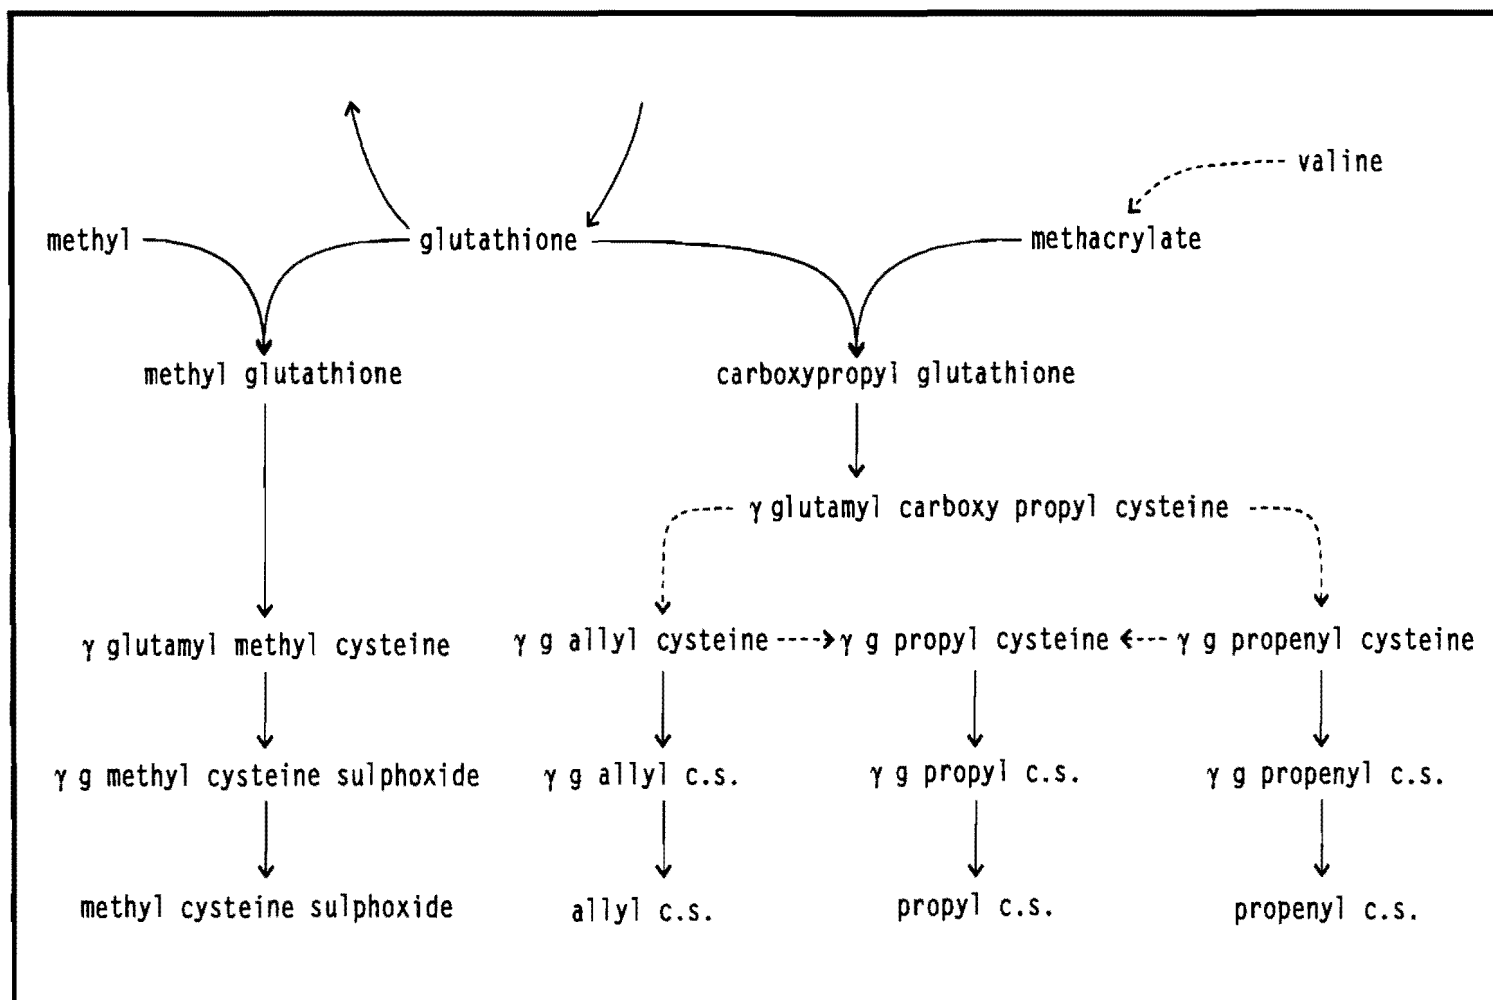 valine
methyl glutathione methacrylate
methyl glutathione carboxypropyl glutathione
γ glutamyl carboxy propyl cysteine
γ glutamyl methyl cysteine γ g allyl cysteine γ g propyl cysteine γ g propenyl cysteine
γ g methyl cysteine sulphoxide γ g allyl c.s. γ g propyl c.s. γ g propenyl c.s.
methyl cysteine sulphoxide allyl c.s. propyl c.s. propenyl c.s.